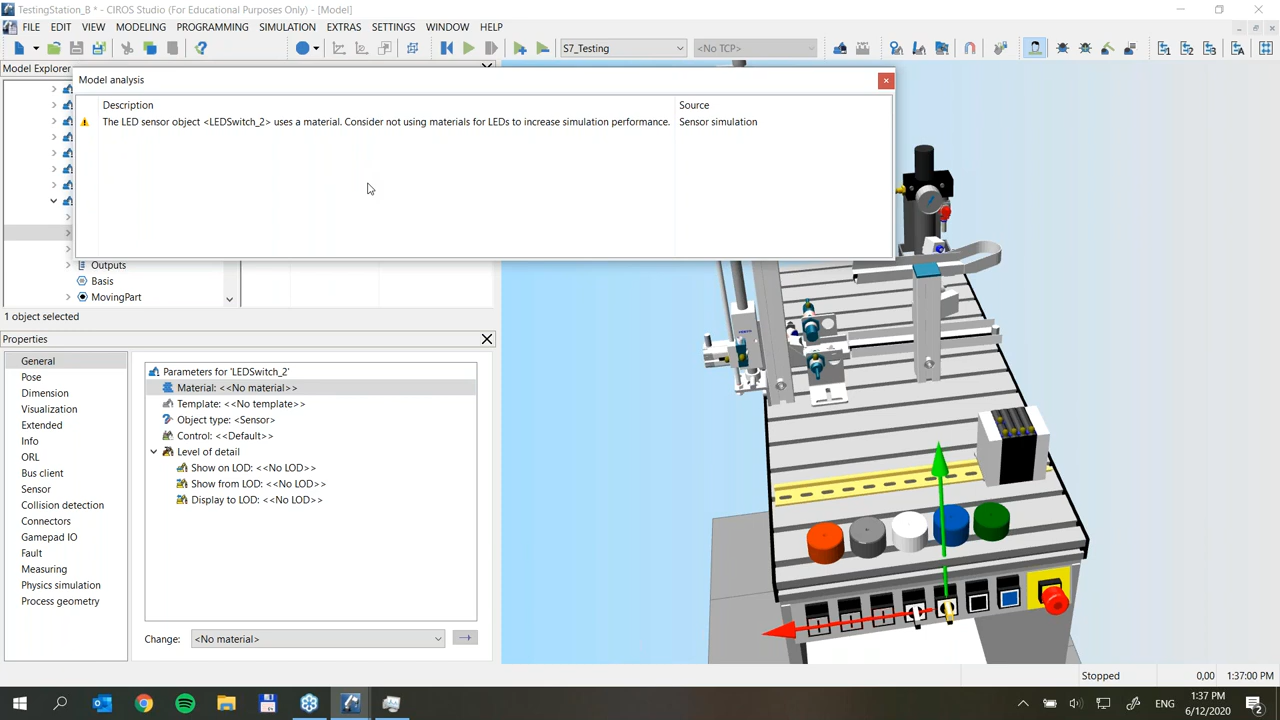 TestingStation_B * - CIROS Studio (For Educational Purposes Only) - [Model]
FILE EDIT VIEW MODELING PROGRAMMING SIMULATION EXTRAS SETTINGS WINDOW HELP
S7_Testing <No TCP>
Model Explorer
Model analysis
Description Source
The LED sensor object <LEDSwitch_2> uses a material. Consider not using materials for LEDs to increase simulation performance. Sensor simulation
Outputs
Basis
MovingPart
1 object selected
Properties
General
Pose
Dimension
Visualization
Extended
Info
ORL
Bus client
Sensor
Collision detection
Connectors
Gamepad IO
Fault
Measuring
Physics simulation
Process geometry
Parameters for 'LEDSwitch_2'
Material: <<No material>>
Template: <<No template>>
Object type: <Sensor>
Control: <<Default>>
Level of detail
Show on LOD: <<No LOD>>
Show from LOD: <<No LOD>>
Display to LOD: <<No LOD>>
Change: <No material>
Stopped 0,00 1:37:00 PM
ENG
1:37 PM
6/12/2020
2